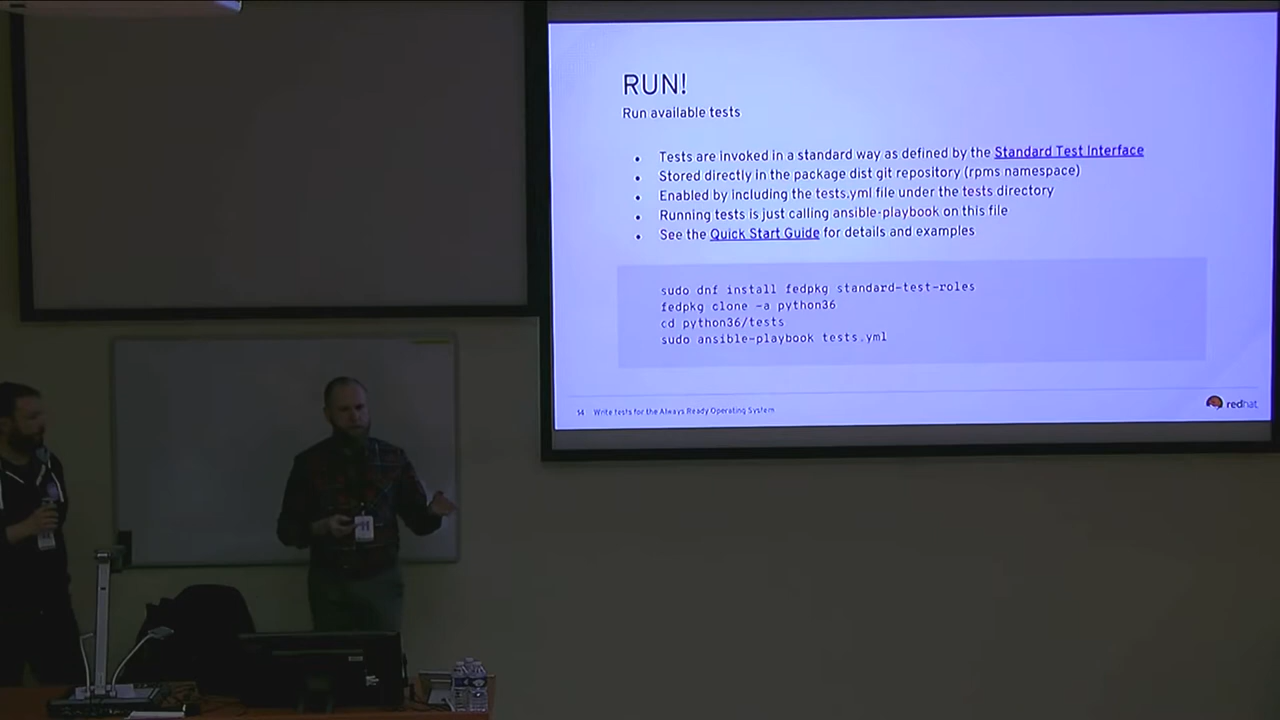 RUN!
Run available tests
• Tests are invoked in a standard way as defined by the Standard Test Interface
• Stored directly in the package dist git repository (rpms namespace)
• Enabled by including the tests.yml file under the tests directory
• Running tests is just calling ansible-playbook on this file
• See the Quick Start Guide for details and examples
sudo dnf install fedpkg standard-test-roles
fedpkg clone -a python36
cd python36/tests
sudo ansible-playbook tests.yml
14 Write tests for the Always Ready Operating System
redhat